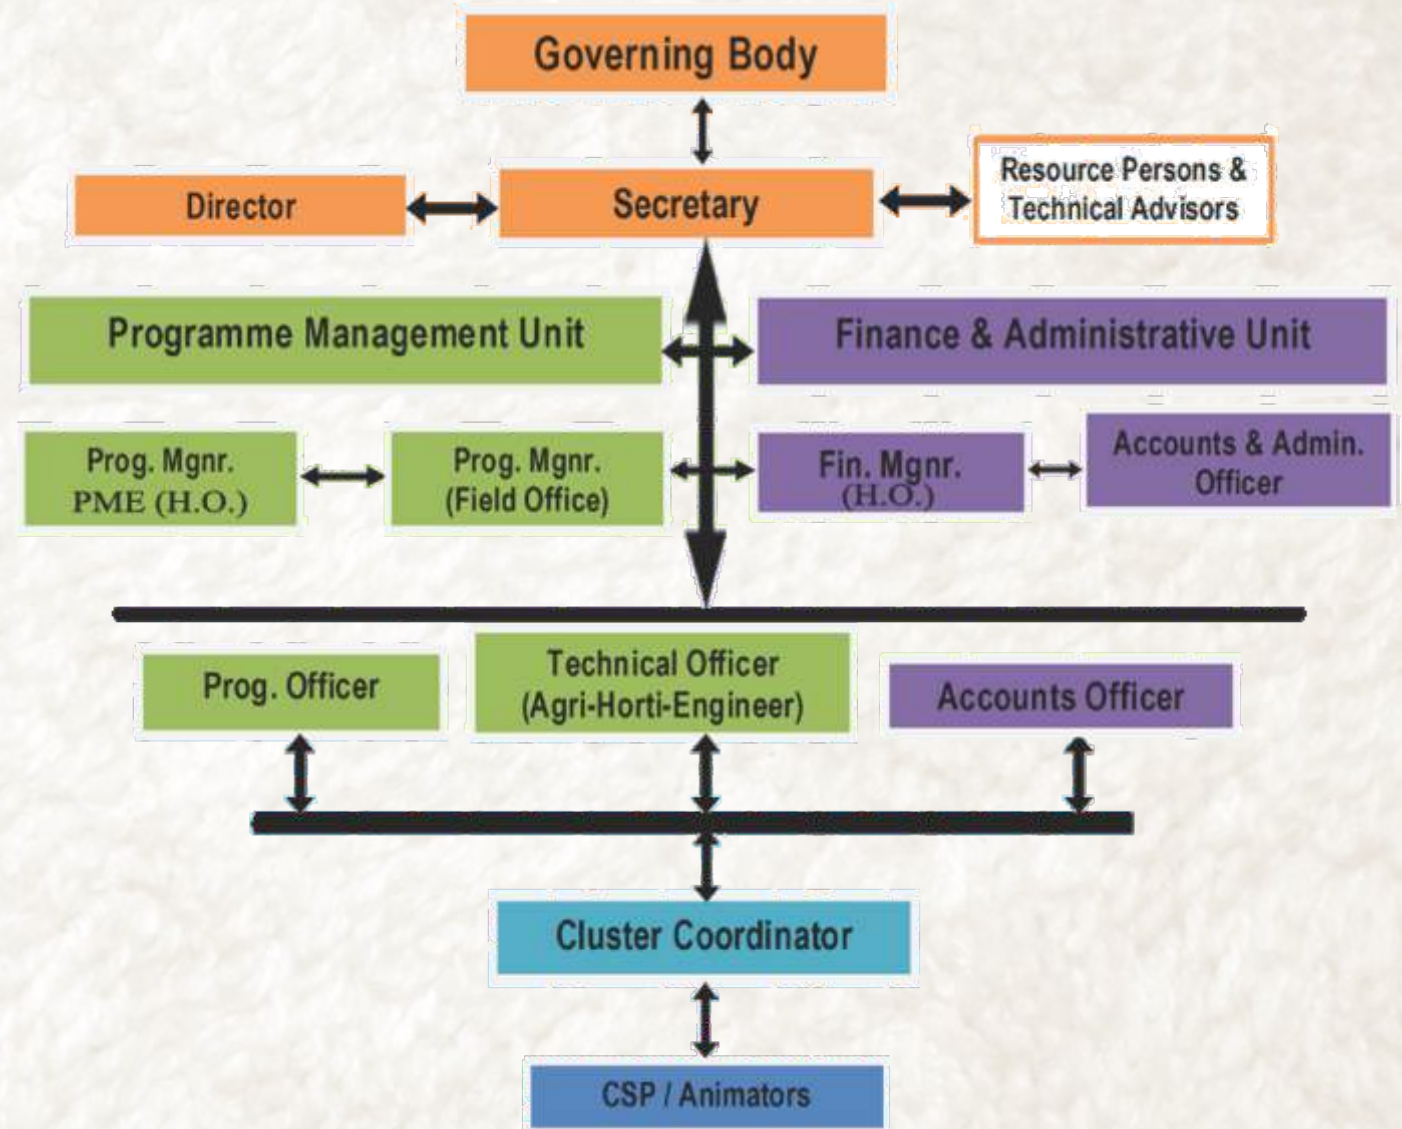 Governing Body
Director
Secretary
Resource Persons &
Technical Advisors
Programme Management Unit
Finance & Administrative Unit
Prog. Mgnr.
PME (H.O.)
Prog. Mgnr.
(Field Office)
Fin. Mgnr.
(H.O.)
Accounts & Admin.
Officer
Prog. Officer
Technical Officer
(Agri-Horti-Engineer)
Accounts Officer
Cluster Coordinator
CSP / Animators